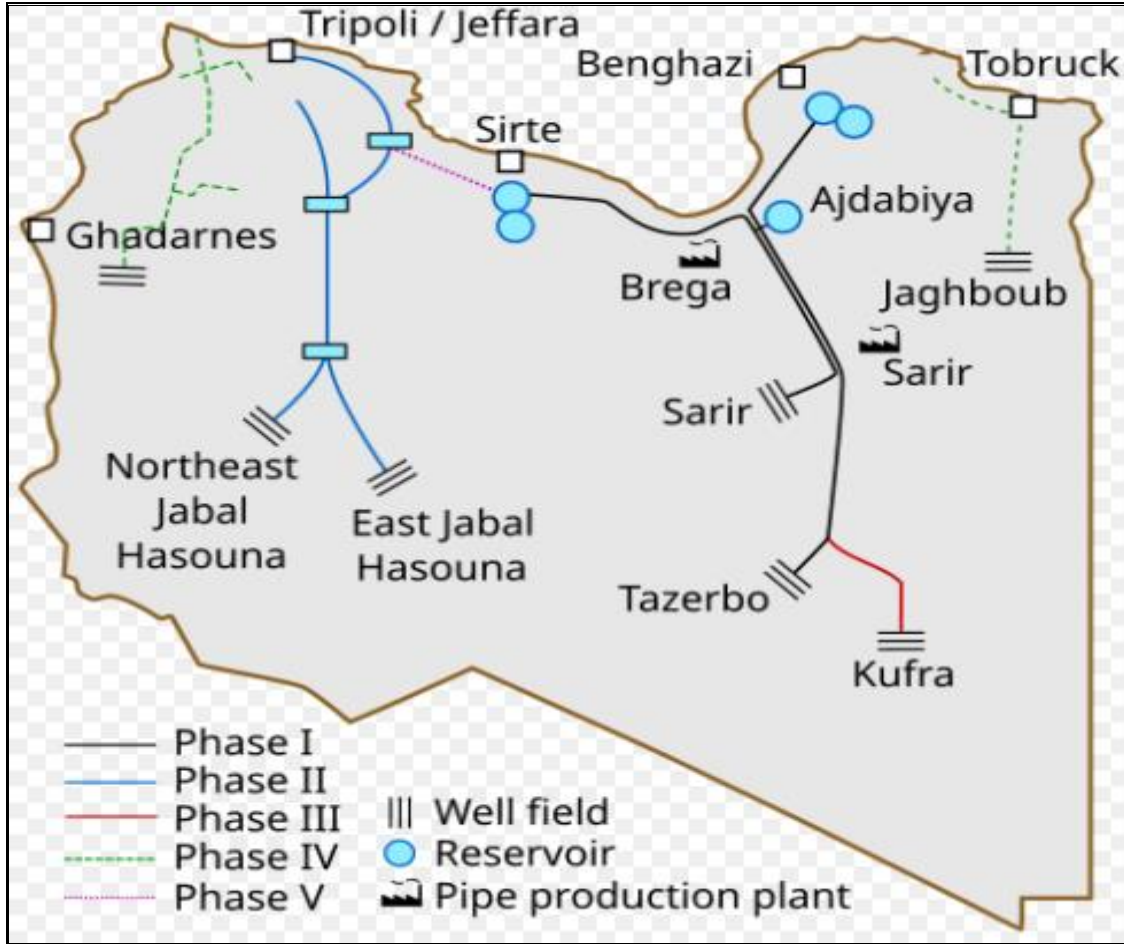 Tripoli / Jeffara
Benghazi
Tobruck
Sirte
Ajdabiya
Ghadarnes
Brega
Jaghboub
Sarir
Sarir
Northeast
Jabal
Hasouna
East Jabal
Hasouna
Tazerbo
Kufra
Phase I
Phase II
Phase III
Phase IV
Phase V
Well field
Reservoir
Pipe production plant